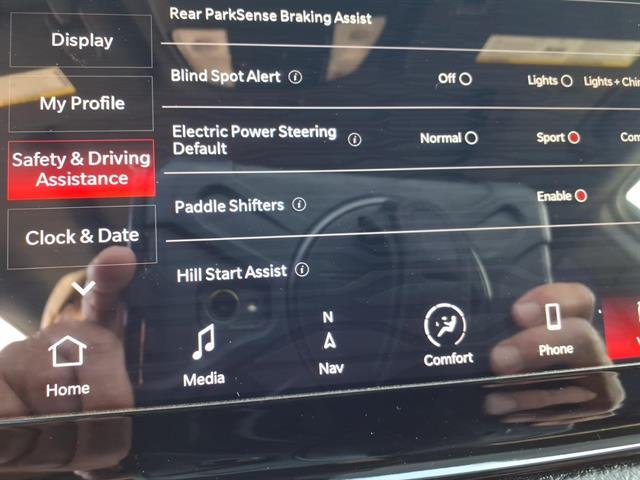 Rear ParkSense Braking Assist
Display
Blind Spot Alert i Off Lights Lights + Chi
My Profile
Electric Power Steering
Default i Normal Sport Com
Safety & Driving
Assistance
Paddle Shifters i Enable
Clock & Date
Hill Start Assist i
N
Home Media Nav Comfort Phone